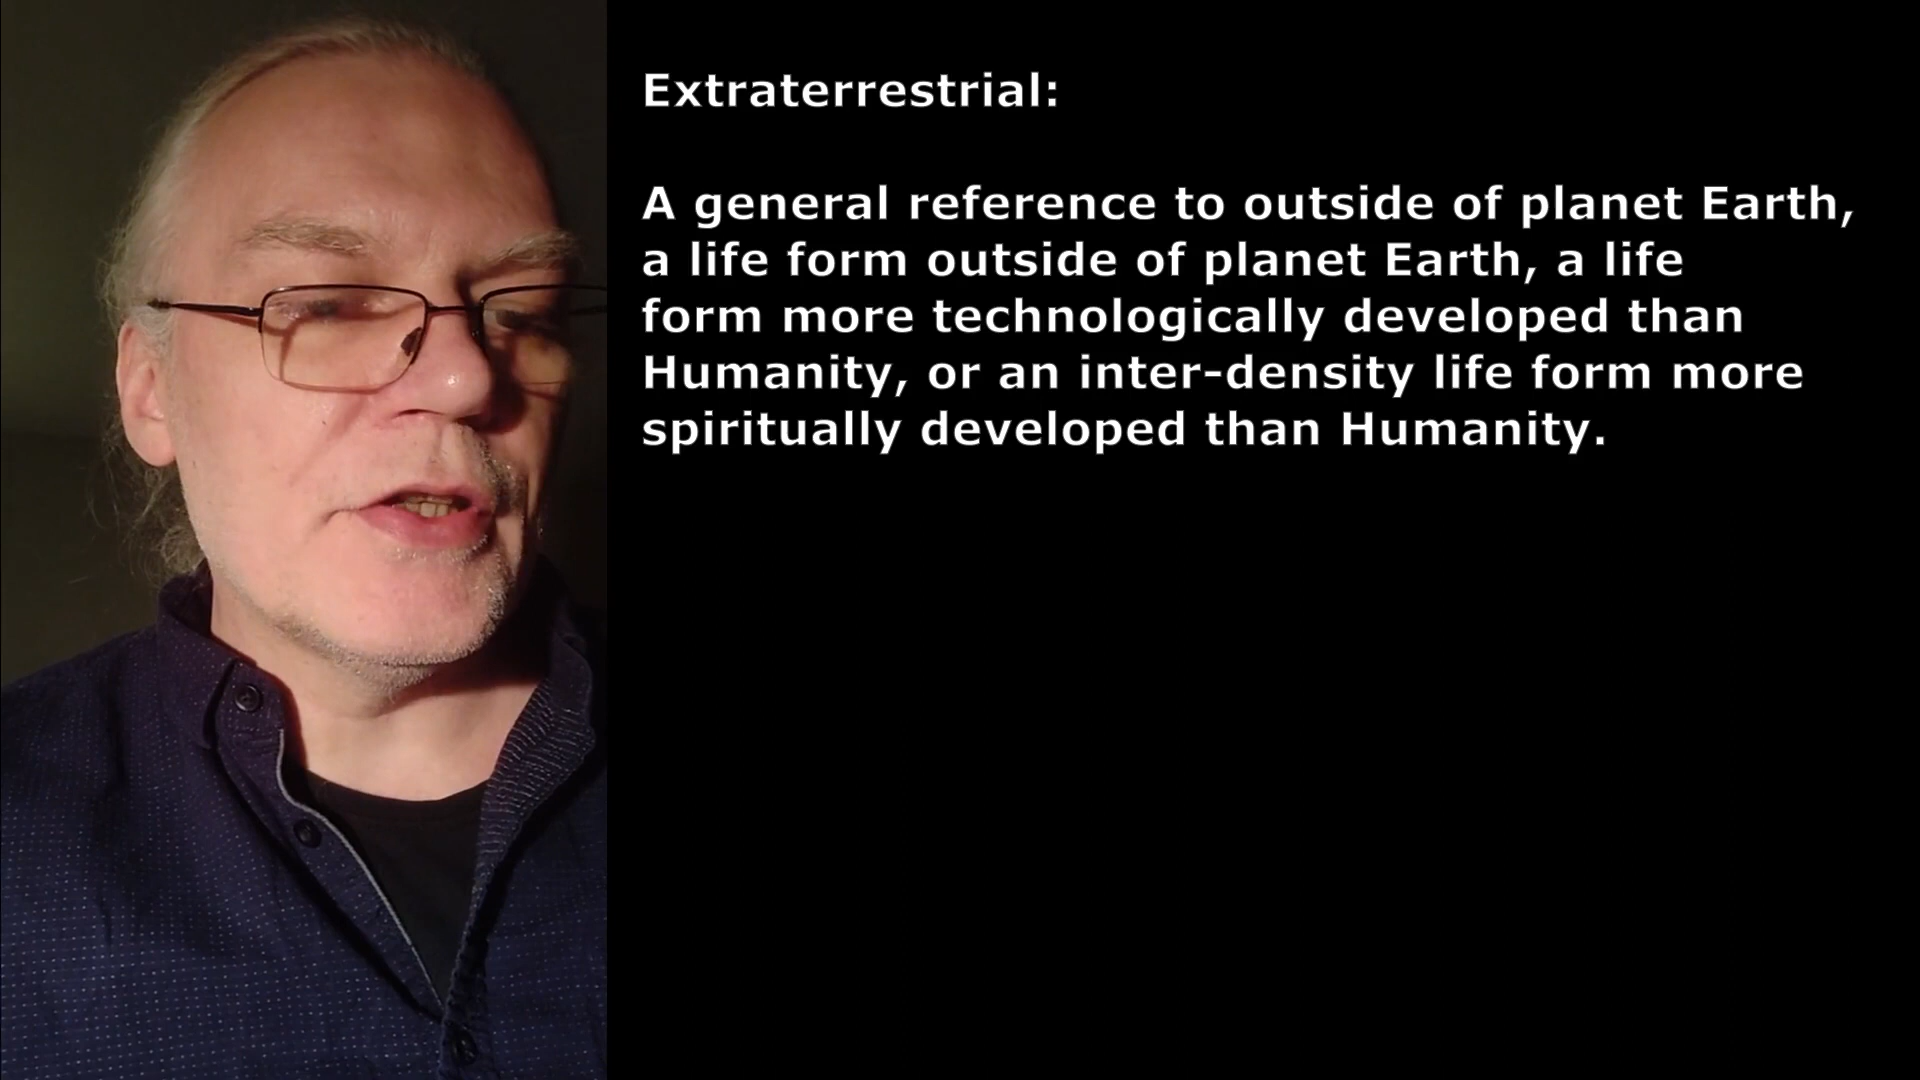 Extraterrestrial:
A general reference to outside of planet Earth,
a life form outside of planet Earth, a life
form more technologically developed than
Humanity, or an inter-density life form more
spiritually developed than Humanity.